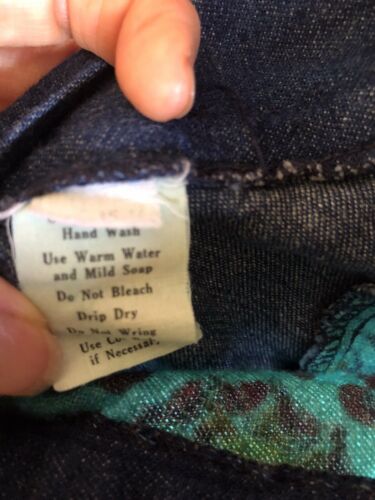 Hand Wash
Use Warm Water
and Mild Soap
Do Not Bleach
Drip Dry
Do Not Wring
Use
if Necessary